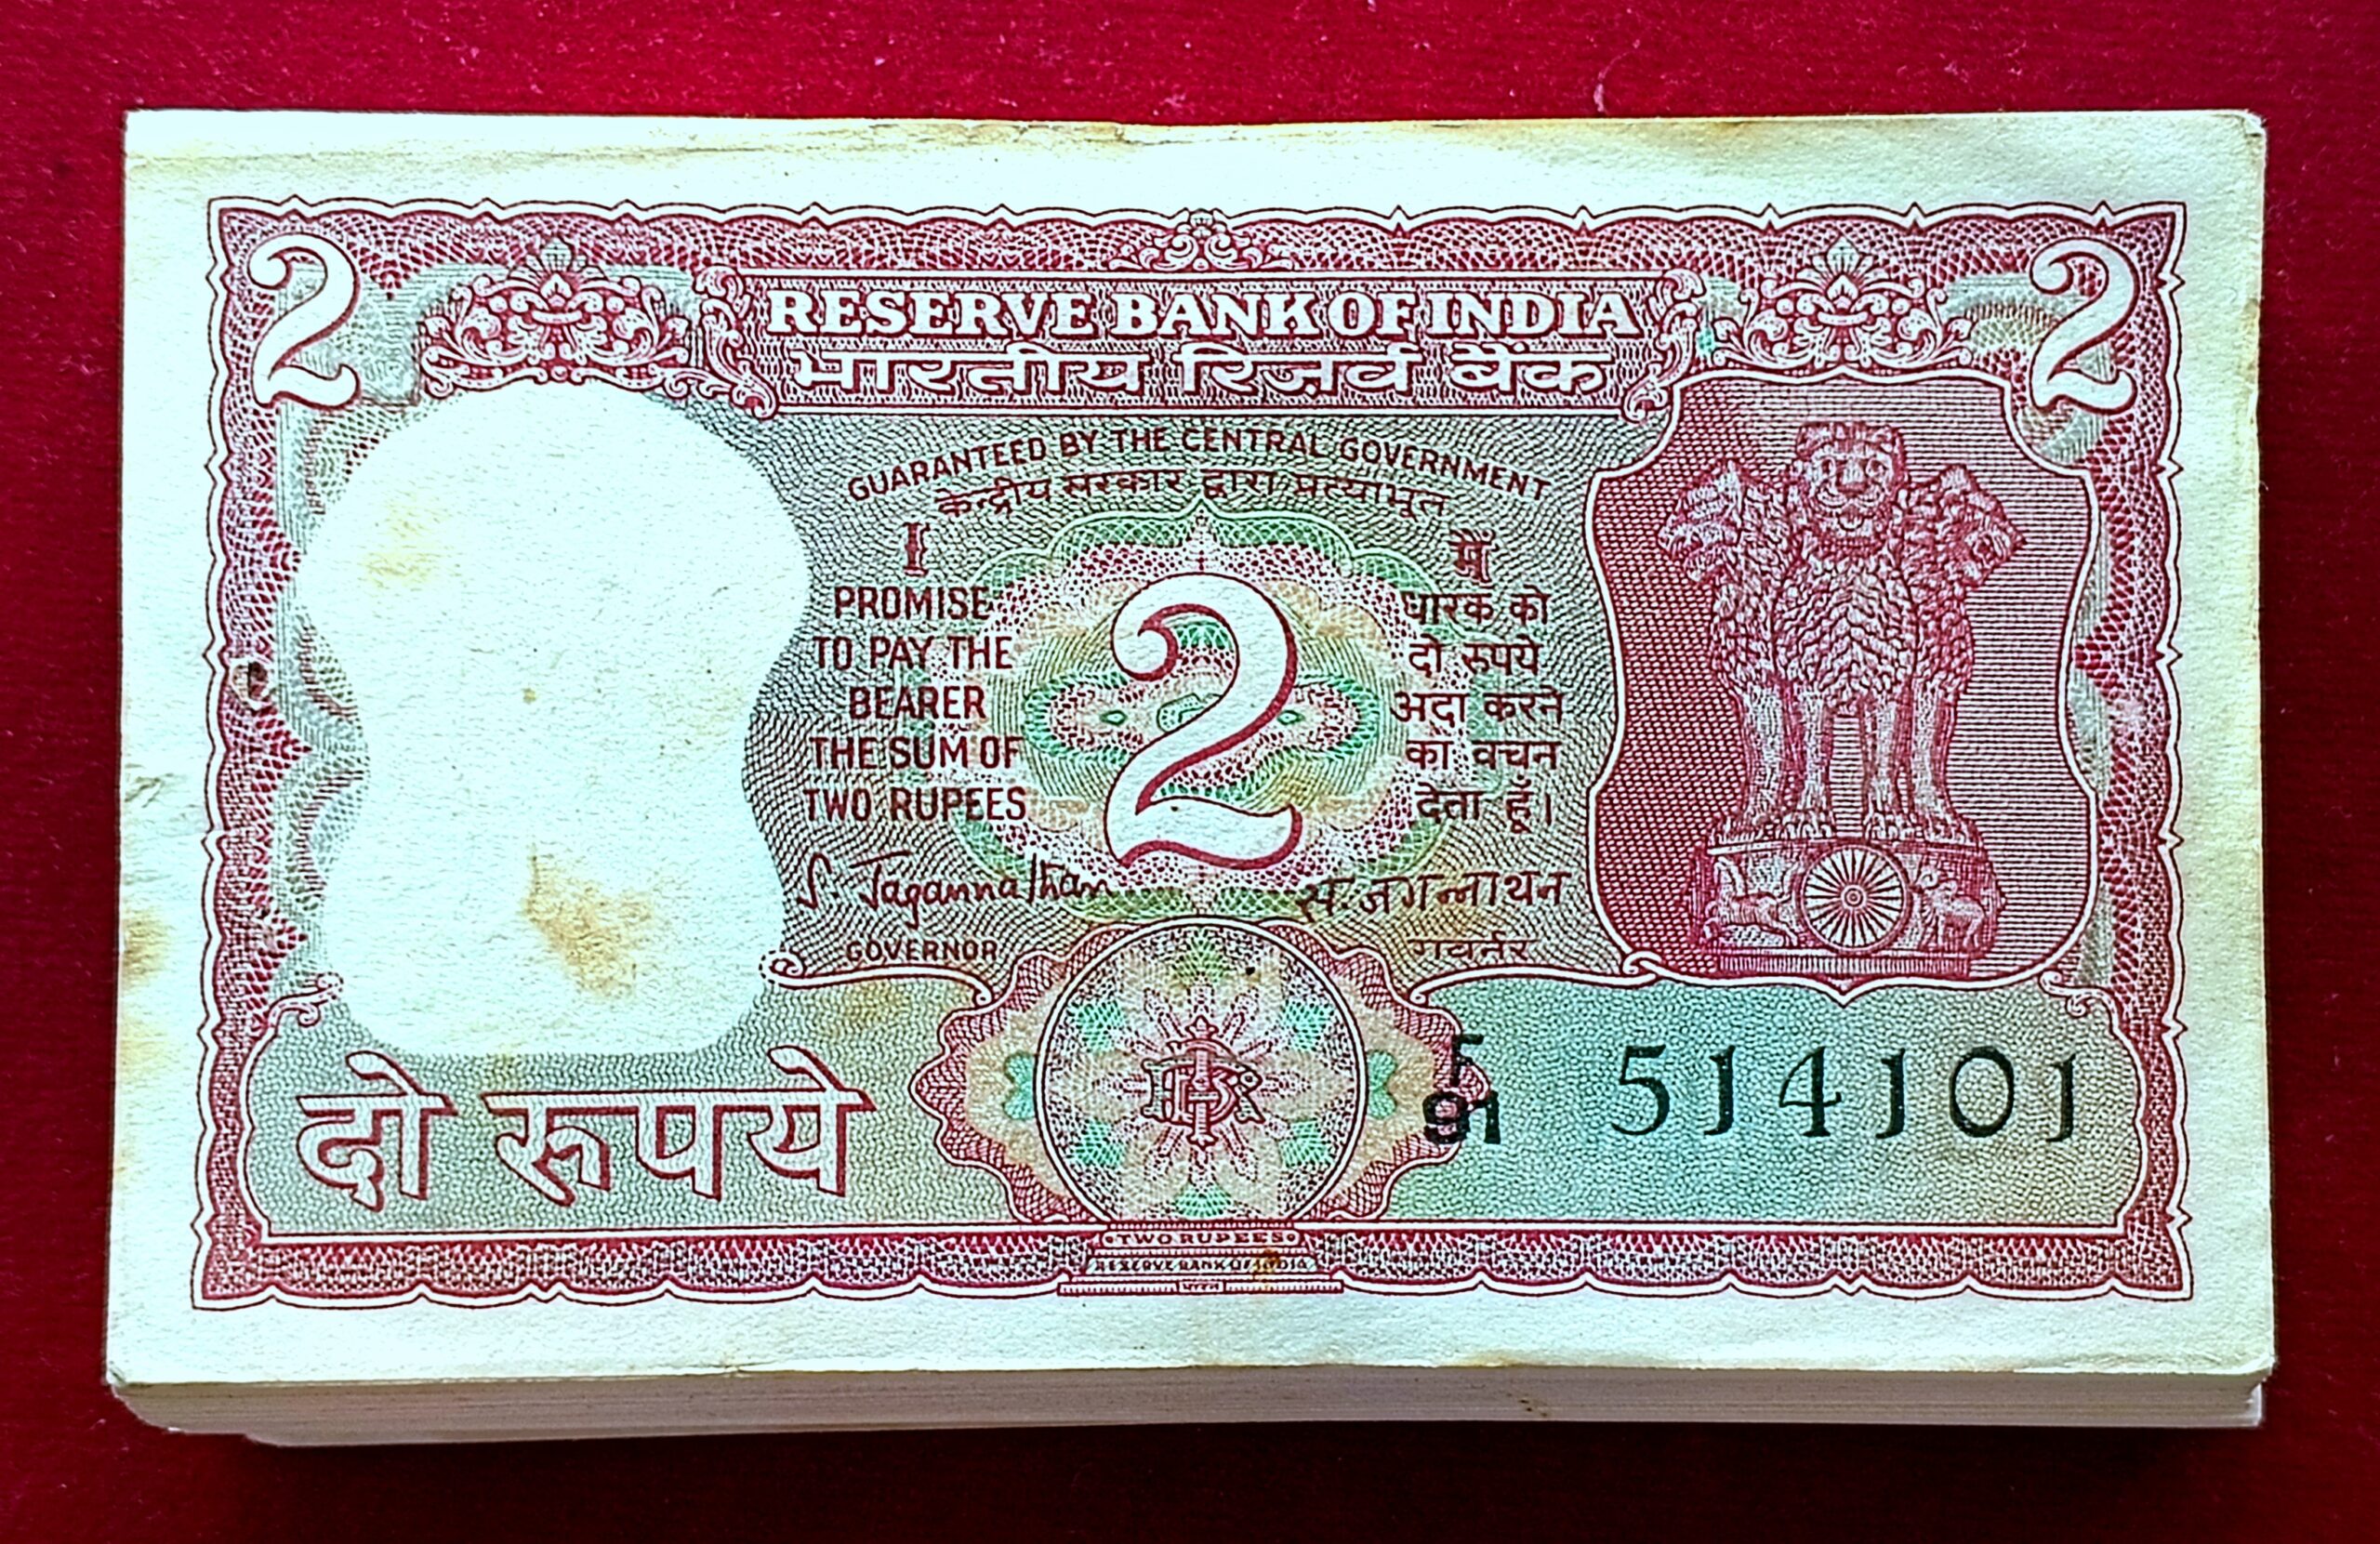 2 2
RESERVE BANK OF INDIA
भारतीय रिज़र्व बैंक
GUARANTEED BY THE CENTRAL GOVERNMENT
केन्द्रीय सरकार द्वारा प्रत्याभूत
I
PROMISE
TO PAY THE
BEARER
THE SUM OF
TWO RUPEES
2
मैं
धारक को
दो रुपये
अदा करने
का वचन
देता हूँ।
S. Jagannathan
GOVERNOR
स. जगन्नाथन
गवर्नर
दो रूपये
F
91 514101
TWO RUPEES
RESERVE BANK OF INDIA
भारत